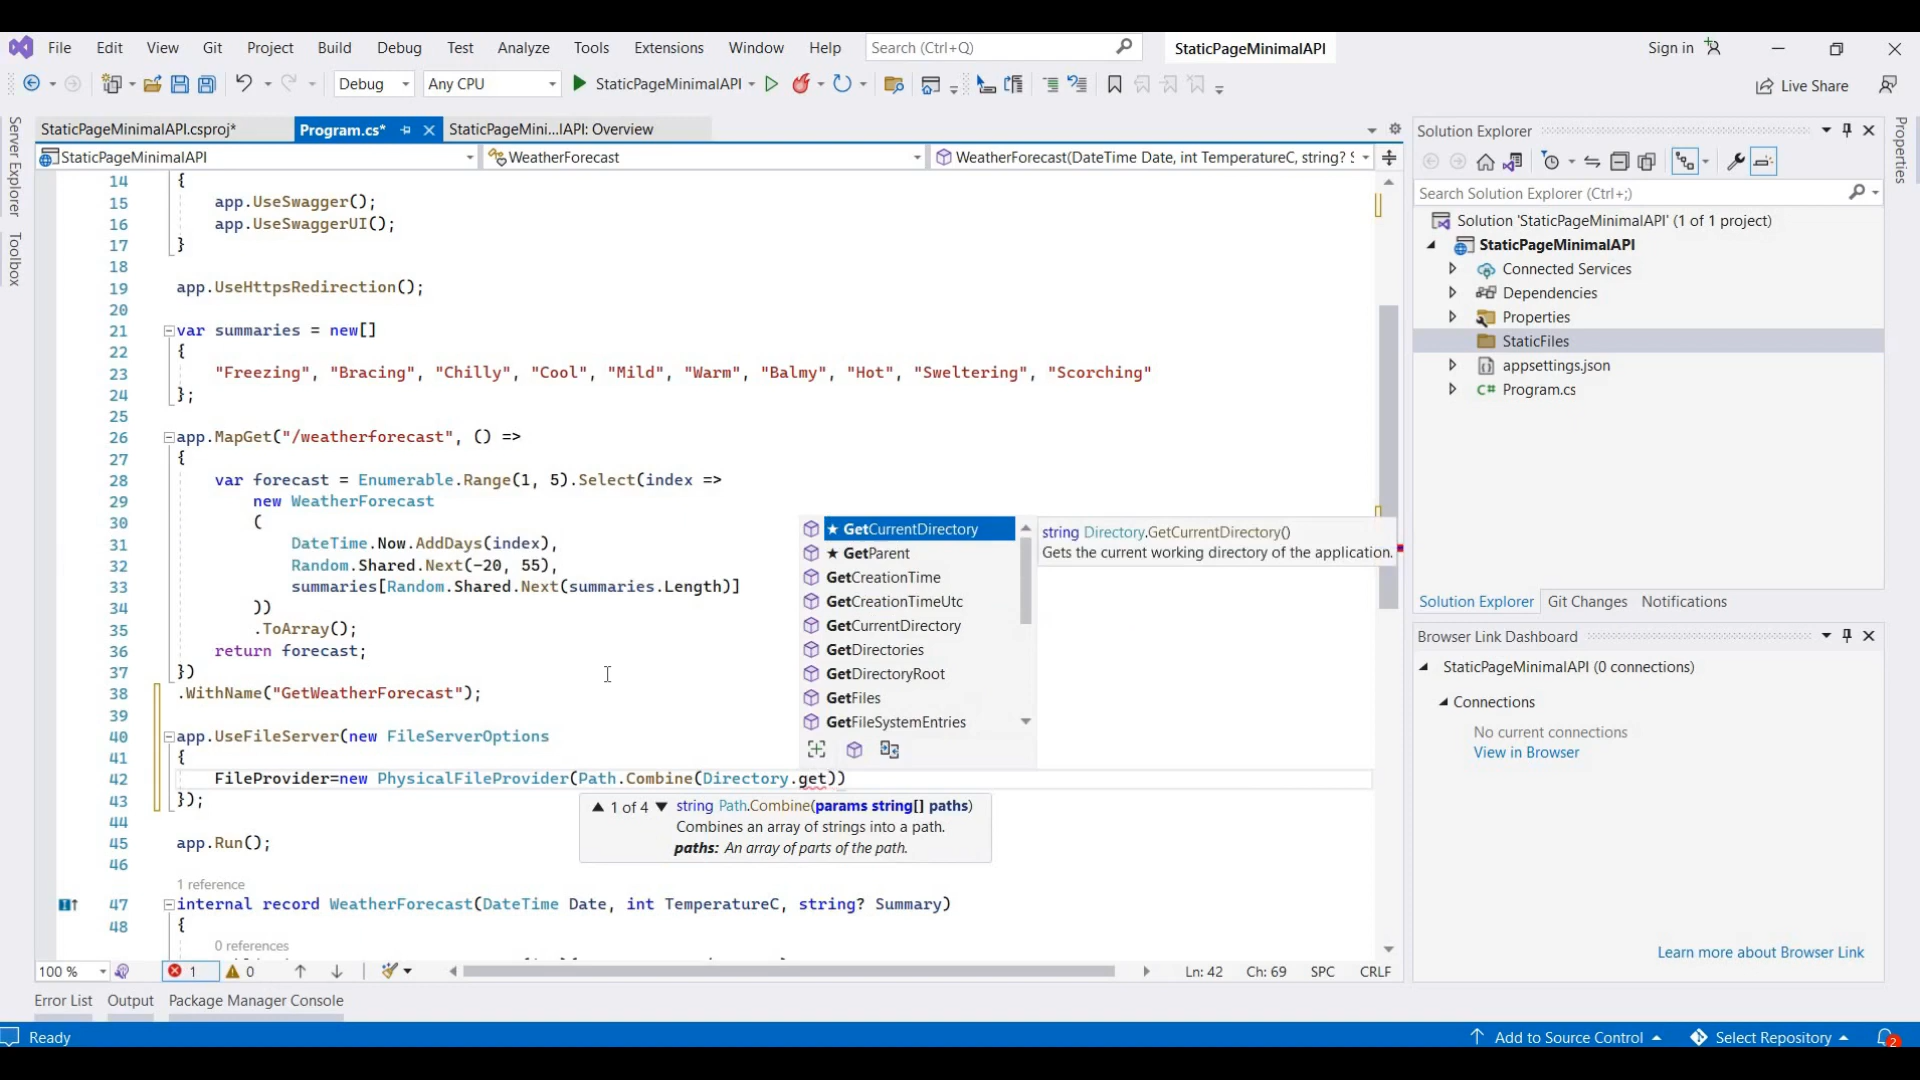 File Edit View Git Project Build Debug Test Analyze Tools Extensions Window Help Search (Ctrl+Q) StaticPageMinimalAPI Sign in
Debug Any CPU StaticPageMinimalAPI Live Share
Server Explorer
Toolbox
StaticPageMinimalAPI.csproj* Program.cs* StaticPageMini...IAPI: Overview
StaticPageMinimalAPI WeatherForecast WeatherForecast(DateTime Date, int TemperatureC, string? S
14 {
15 app.UseSwagger();
16 app.UseSwaggerUI();
17 }
18
19 app.UseHttpsRedirection();
20
21 var summaries = new[]
22 {
23 "Freezing", "Bracing", "Chilly", "Cool", "Mild", "Warm", "Balmy", "Hot", "Sweltering", "Scorching"
24 };
25
26 app.MapGet("/weatherforecast", () =>
27 {
28 var forecast = Enumerable.Range(1, 5).Select(index =>
29 new WeatherForecast
30 (
31 DateTime.Now.AddDays(index),
32 Random.Shared.Next(-20, 55),
33 summaries[Random.Shared.Next(summaries.Length)]
34 ))
35 .ToArray();
36 return forecast;
37 })
38 .WithName("GetWeatherForecast");
39
40 app.UseFileServer(new FileServerOptions
41 {
42 FileProvider=new PhysicalFileProvider(Path.Combine(Directory.get))
43 });
44
45 app.Run();
46
1 reference
47 internal record WeatherForecast(DateTime Date, int TemperatureC, string? Summary)
48 {
0 references
★ GetCurrentDirectory
★ GetParent
GetCreationTime
GetCreationTimeUtc
GetCurrentDirectory
GetDirectories
GetDirectoryRoot
GetFiles
GetFileSystemEntries
string Directory.GetCurrentDirectory()
Gets the current working directory of the application.
▲ 1 of 4 ▼ string Path.Combine(params string[] paths)
Combines an array of strings into a path.
paths: An array of parts of the path.
100 % 1 0 Ln: 42 Ch: 69 SPC CRLF
Error List Output Package Manager Console
Solution Explorer
Search Solution Explorer (Ctrl+;)
Solution 'StaticPageMinimalAPI' (1 of 1 project)
StaticPageMinimalAPI
Connected Services
Dependencies
Properties
StaticFiles
appsettings.json
C# Program.cs
Solution Explorer Git Changes Notifications
Browser Link Dashboard
StaticPageMinimalAPI (0 connections)
Connections
No current connections
View in Browser
Learn more about Browser Link
Properties
Ready Add to Source Control Select Repository 2